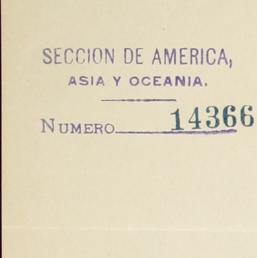 SECCION DE AMERICA,
ASIA Y OCEANIA.
NUMERO 14366